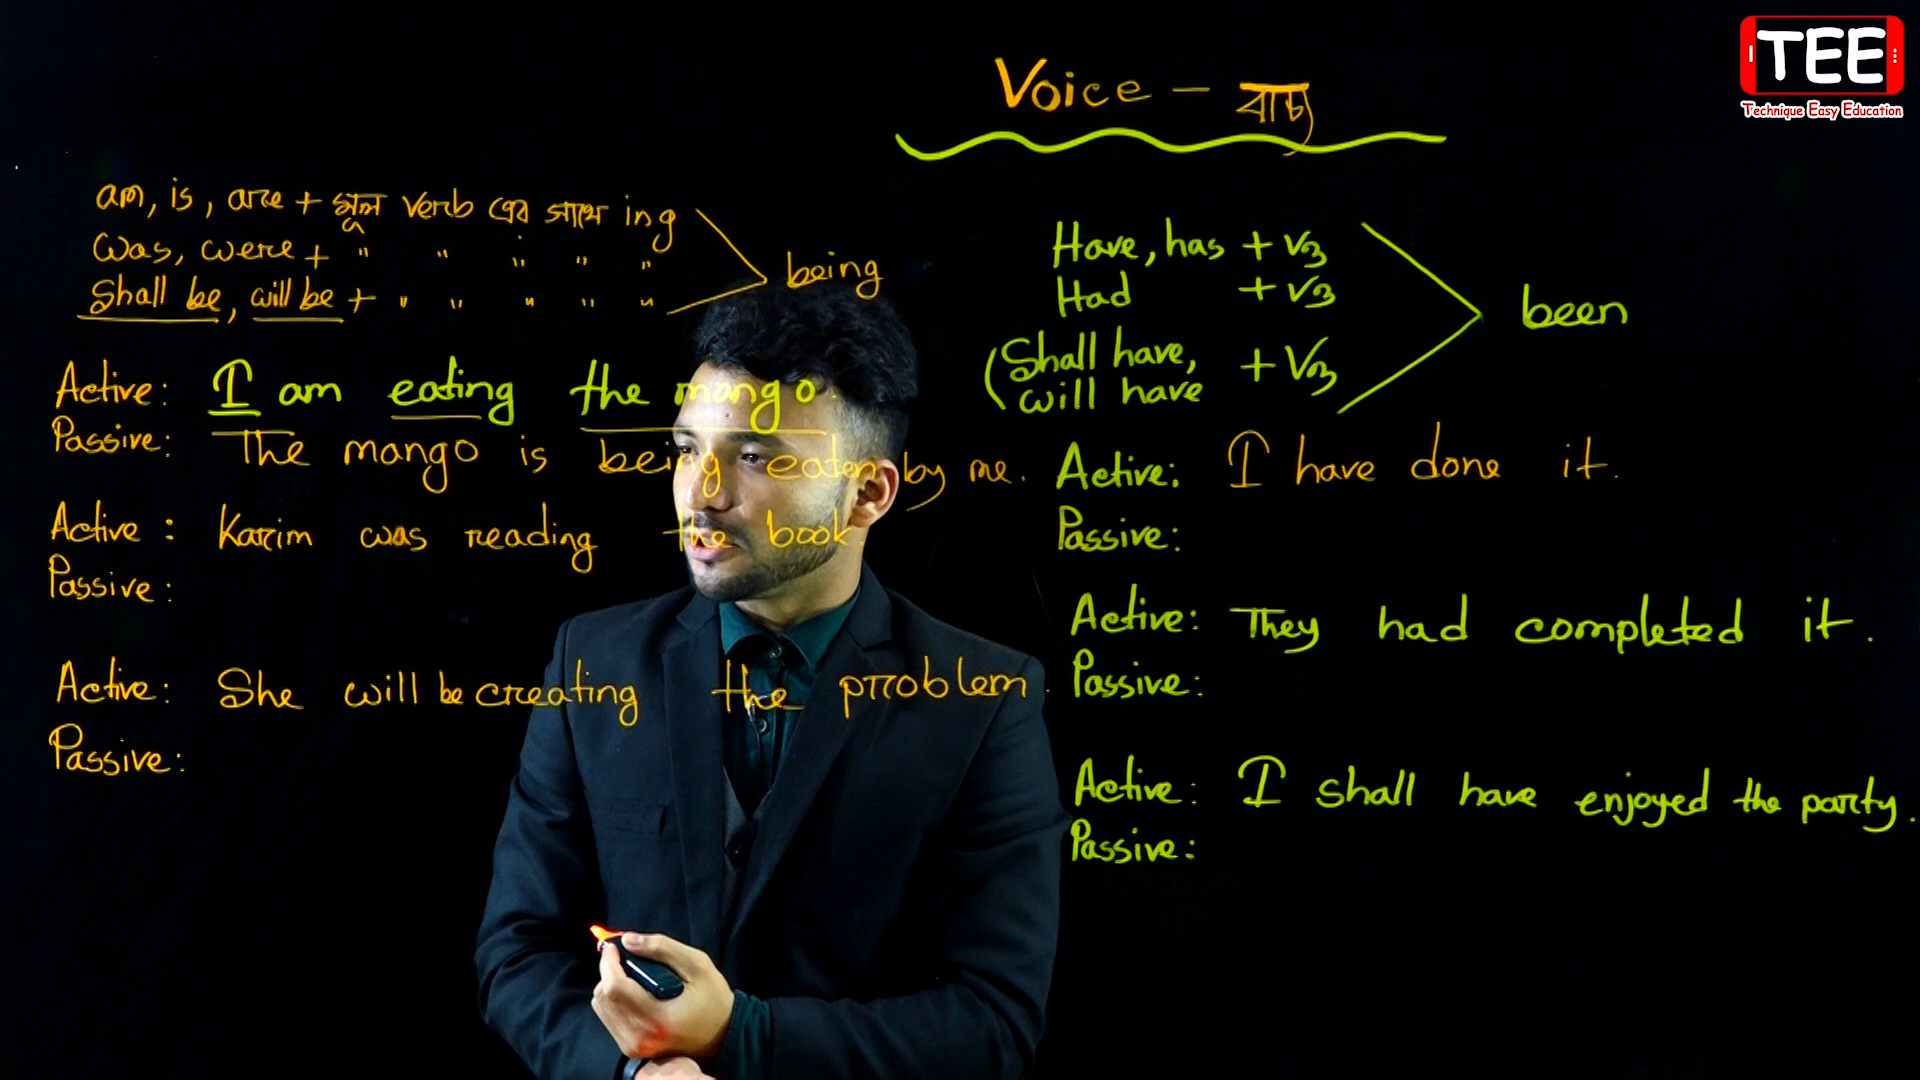 TEE
Technique Easy Education
Voice - বাচ্য
am, is, are + মূল verb এর সাথে ing
was, were + " " " " "
Shall be, will be + " " " " "
being
Active: I am eating the mango.
Passive: The mango is being eaten by me.
Active: Karim was reading the book.
Passive:
Active: She will be creating the problem.
Passive:
Have, has + V3
Had + V3
(Shall have,
will have + V3
been
Active: I have done it.
Passive:
Active: They had completed it.
Passive:
Active: I shall have enjoyed the party.
Passive: